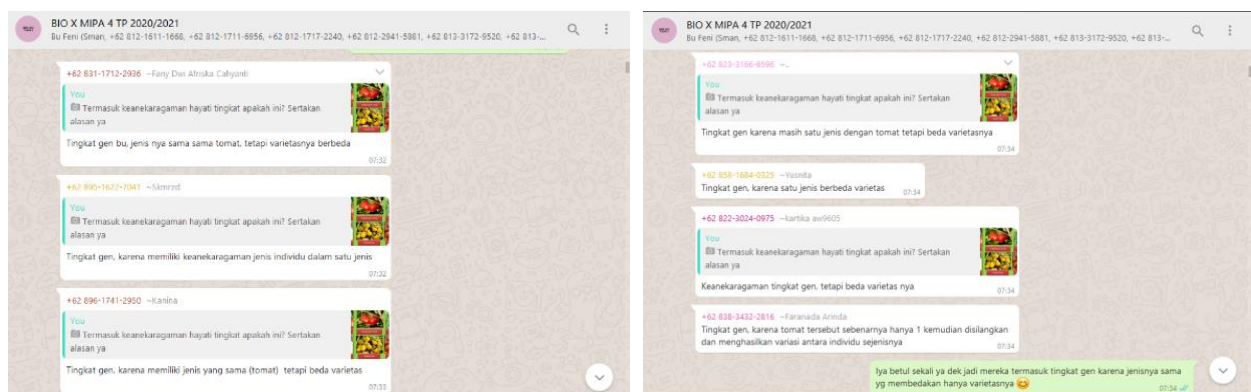 BIO X MIPA 4 TP 2020/2021
Bu Feni (Sman, +62 812-1611-1668, +62 812-1711-6956, +62 812-1717-2240, +62 812-2941-5881, +62 813-3172-9520, +62 813-...
+62 831-1712-2936 ~Fany Dwi Afriska Cahyanti
You
Termasuk keanekaragaman hayati tingkat apakah ini? Sertakan
alasan ya
Tingkat gen bu, jenis nya sama sama tomat, tetapi varietasnya berbeda
07:32
+62 895-1622-7041
You
Termasuk keanekaragaman hayati tingkat apakah ini? Sertakan
alasan ya
Tingkat gen, karena memiliki keanekaragaman jenis individu dalam satu jenis
07:32
+62 896-1741-2950 ~Kanina
You
Termasuk keanekaragaman hayati tingkat apakah ini? Sertakan
alasan ya
Tingkat gen, karena memiliki jenis yang sama (tomat) tetapi beda varietas
07:33
BIO X MIPA 4 TP 2020/2021
Bu Feni (Sman, +62 812-1611-1668, +62 812-1711-6956, +62 812-1717-2240, +62 812-2941-5881, +62 813-3172-9520, +62 813-...
+62 823-3166-6596 ~.
You
Termasuk keanekaragaman hayati tingkat apakah ini? Sertakan
alasan ya
Tingkat gen karena masih satu jenis dengan tomat tetapi beda varietasnya
07:34
+62 858-1684-0325 ~Yusnita
Tingkat gen, karena satu jenis berbeda varietas 07:34
+62 822-3024-0975 ~kartika aw9605
You
Termasuk keanekaragaman hayati tingkat apakah ini? Sertakan
alasan ya
Keanekaragaman tingkat gen, tetapi beda varietas nya
07:34
+62 838-3432-2816 ~Faranada Arinda
Tingkat gen, karena tomat tersebut sebenarnya hanya 1 kemudian disilangkan
dan menghasilkan variasi antara individu sejenisnya
07:34
Iya betul sekali ya dek jadi mereka termasuk tingkat gen karena jenisnya sama
yg membedakan hanya varietasnya 😊
07:34